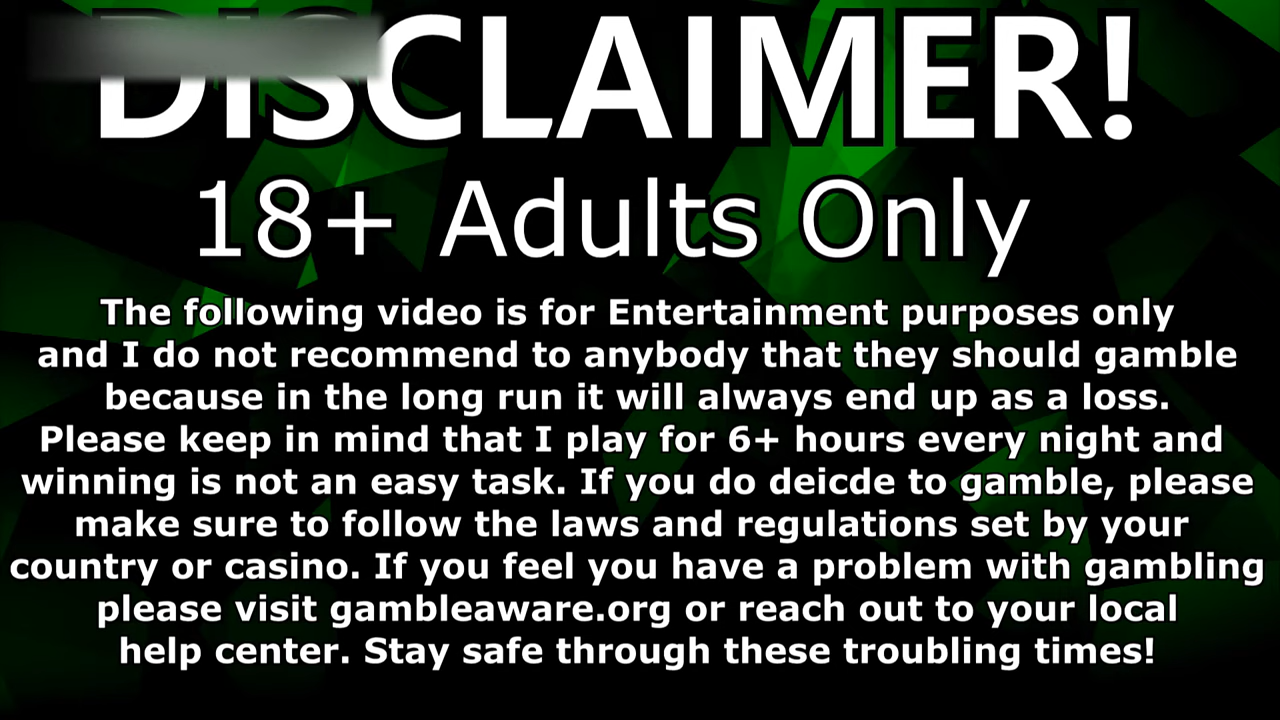 DISCLAIMER!
18+ Adults Only
The following video is for Entertainment purposes only
and I do not recommend to anybody that they should gamble
because in the long run it will always end up as a loss.
Please keep in mind that I play for 6+ hours every night and
winning is not an easy task. If you do deicde to gamble, please
make sure to follow the laws and regulations set by your
country or casino. If you feel you have a problem with gambling
please visit gambleaware.org or reach out to your local
help center. Stay safe through these troubling times!